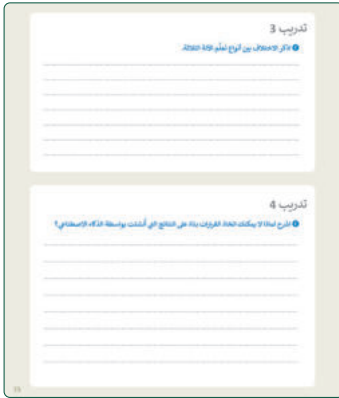 تدريب 3
اذكر الاختلاف بين أنواع تعلّم الآلة الثلاثة.
تدريب 4
اشرح لماذا لا يمكنك اتخاذ القرارات بناءً على النتائج التي أُنشئت بواسطة الذكاء الاصطناعي؟